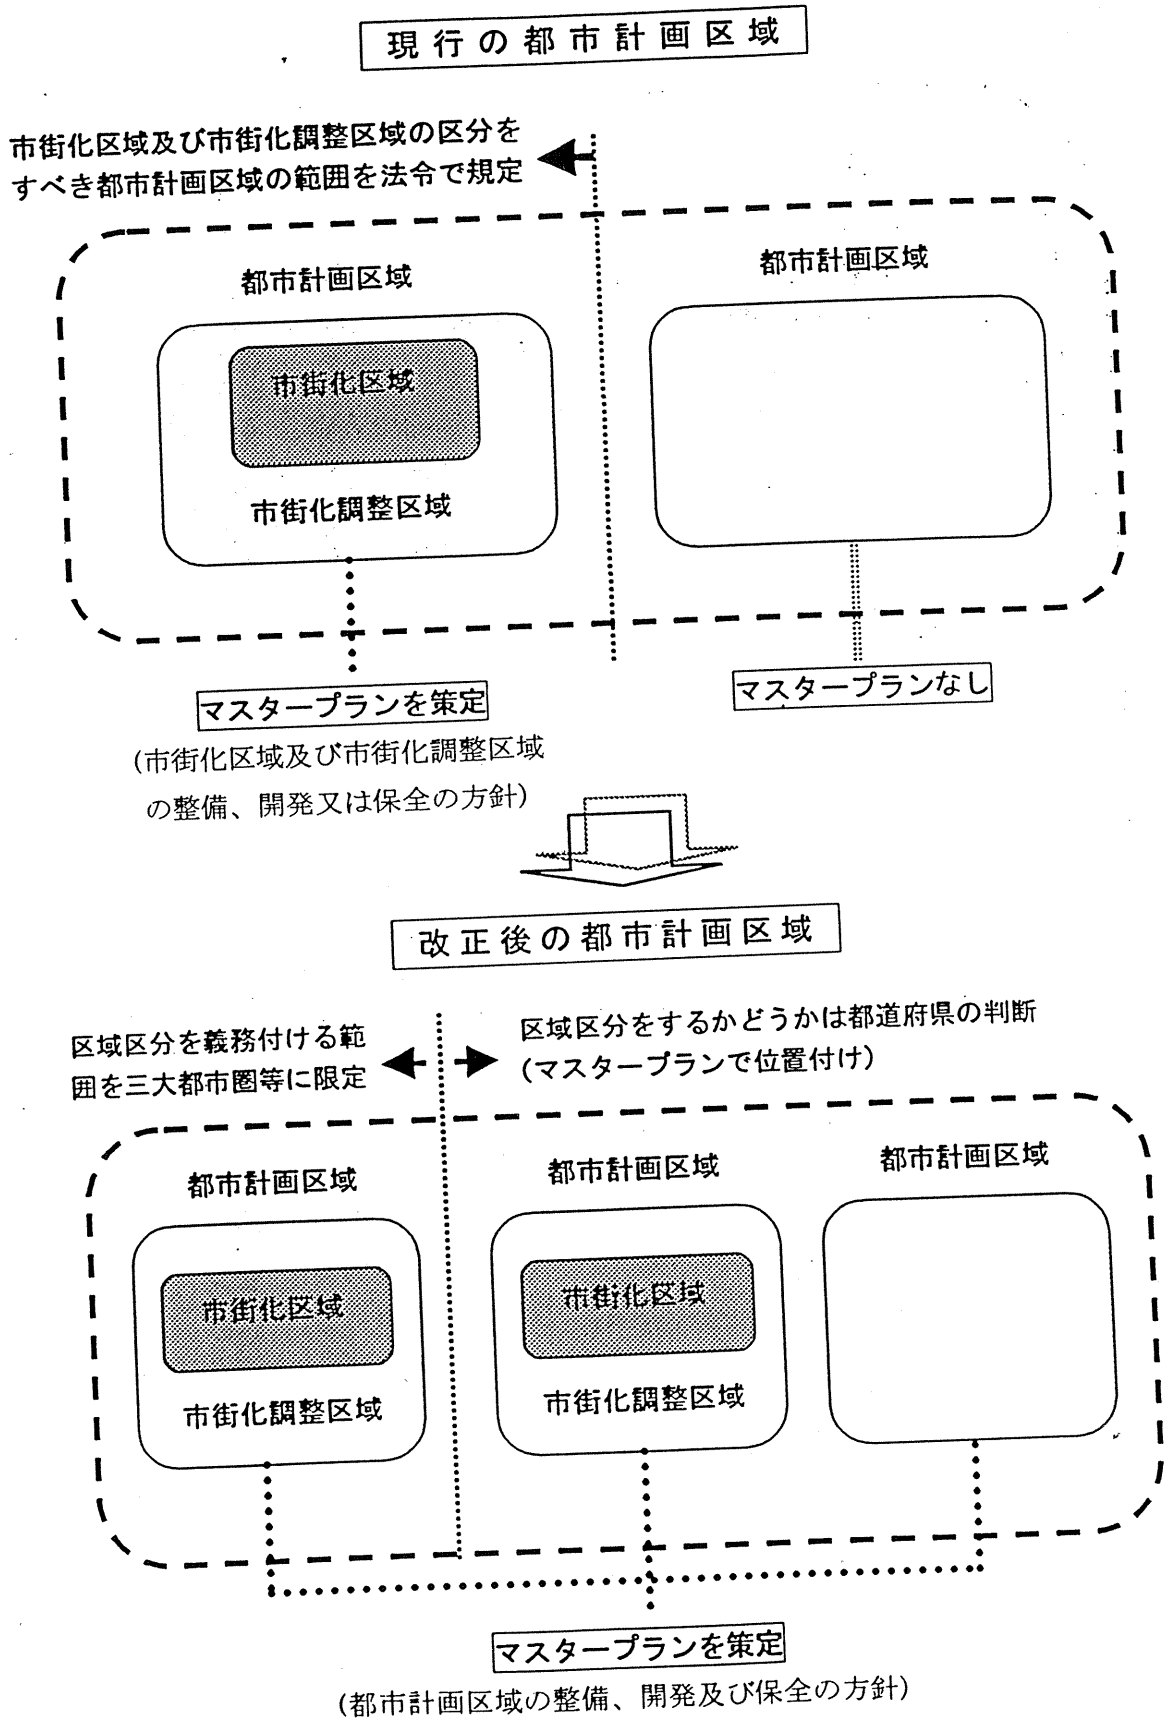 現行の都市計画区域
市街化区域及び市街化調整区域の区分を
すべき都市計画区域の範囲を法令で規定
都市計画区域
都市計画区域
市街化区域
市街化調整区域
マスタープランを策定
マスタープランなし
(市街化区域及び市街化調整区域
の整備、開発又は保全の方針)
改正後の都市計画区域
区域区分を義務付ける範
囲を三大都市圏等に限定
区域区分をするかどうかは都道府県の判断
(マスタープランで位置付け)
都市計画区域
都市計画区域
都市計画区域
市街化区域
市街化区域
市街化調整区域
市街化調整区域
マスタープランを策定
(都市計画区域の整備、開発及び保全の方針)